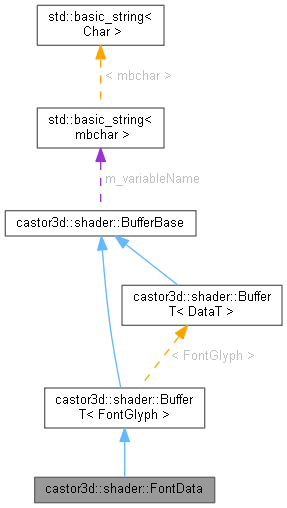 std::basic_string<
Char >
< mbchar >
std::basic_string<
mbchar >
m_variableName
castor3d::shader::BufferBase
castor3d::shader::Buffer
T< DataT >
< FontGlyph >
castor3d::shader::Buffer
T< FontGlyph >
castor3d::shader::FontData